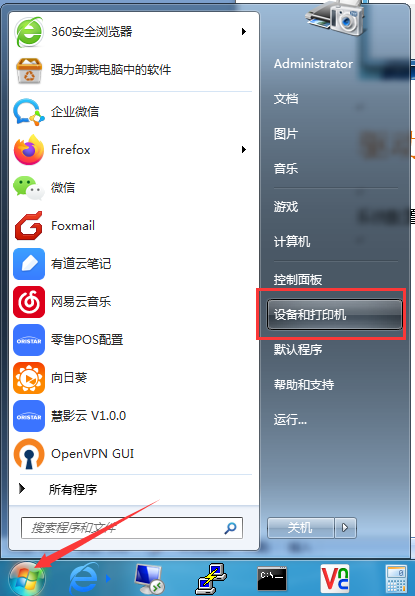 360安全浏览器
强力卸载电脑中的软件
企业微信
Firefox
微信
Foxmail
有道云笔记
网易云音乐
ORISTAR
零售POS配置
向日葵
ORISTAR
慧影云 V1.0.0
OpenVPN GUI
所有程序
搜索程序和文件
Administrator
文档
图片
音乐
游戏
计算机
控制面板
设备和打印机
默认程序
帮助和支持
运行...
关机
C:\
VNC